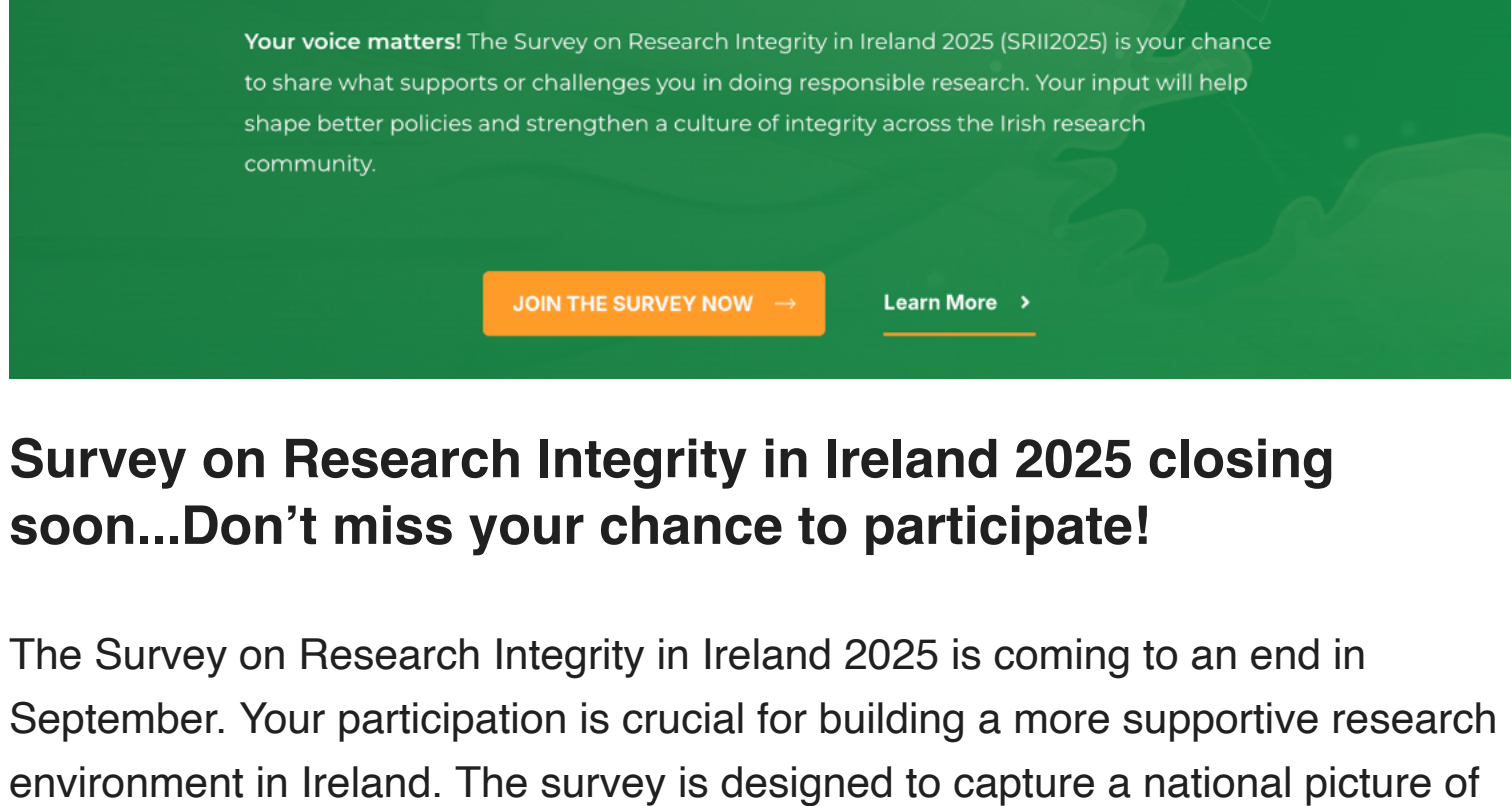 Your voice matters! The Survey on Research Integrity in Ireland 2025 (SRII2025) is your chance
to share what supports or challenges you in doing responsible research. Your input will help
shape better policies and strengthen a culture of integrity across the Irish research
community.
JOIN THE SURVEY NOW →
Learn More >
Survey on Research Integrity in Ireland 2025 closing
soon...Don’t miss your chance to participate!
The Survey on Research Integrity in Ireland 2025 is coming to an end in
September. Your participation is crucial for building a more supportive research
environment in Ireland. The survey is designed to capture a national picture of